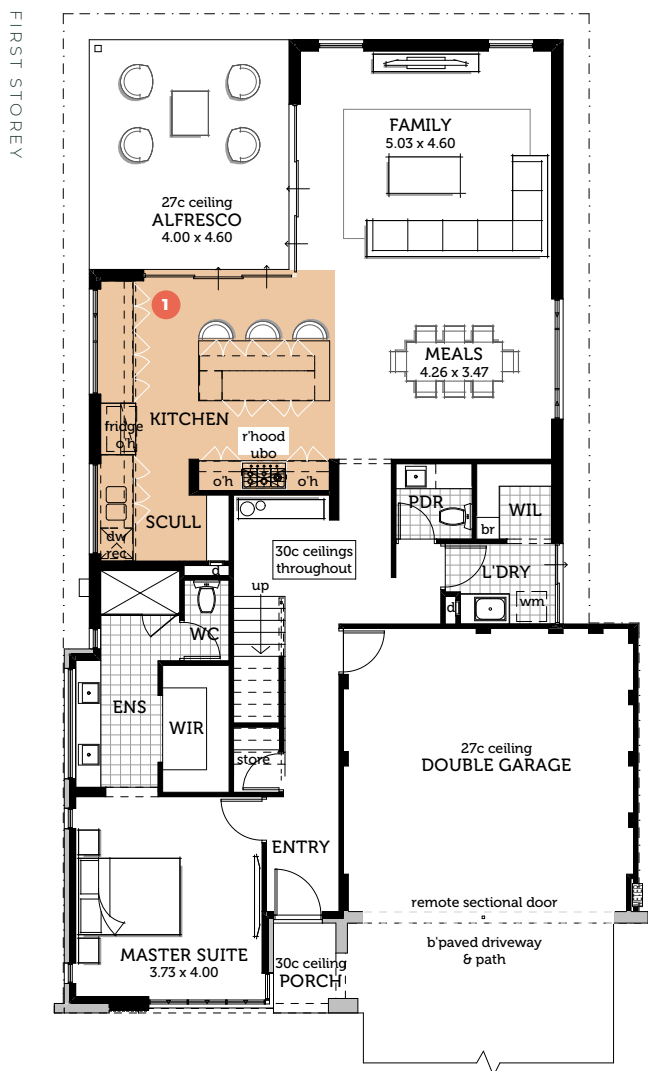 FIRST STOREY
27c ceiling
ALFRESCO
4.00 x 4.60
FAMILY
5.03 x 4.60
1
MEALS
4.26 x 3.47
KITCHEN
fridge
o'h
r'hood
ubo
o'h
o'h
SCULL
dw
rec
PDR
WIL
br
L'DRY
d
wm
30c ceilings
throughout
d
up
WC
ENS
WIR
store
27c ceiling
DOUBLE GARAGE
ENTRY
remote sectional door
METER
MASTER SUITE
3.73 x 4.00
30c ceiling
PORCH
b'paved driveway
& path